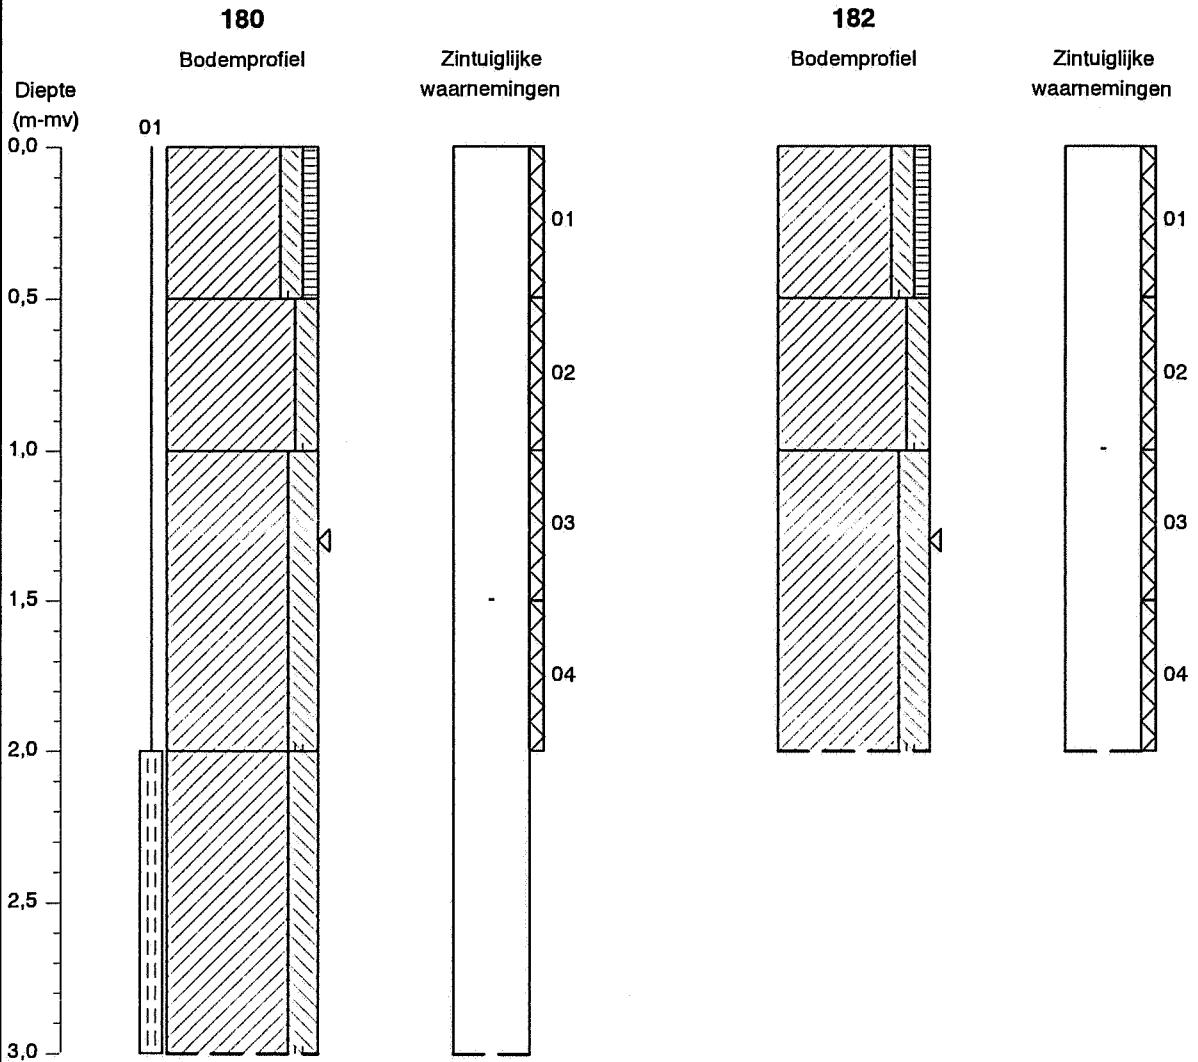 180
182
Bodemprofiel
Zintuiglijke
waarnemingen
Bodemprofiel
Zintuiglijke
waarnemingen
Diepte
(m-mv)
01
0,0
0,5
1,0
1,5
2,0
2,5
3,0
01
02
03
04
-
01
02
03
04
-